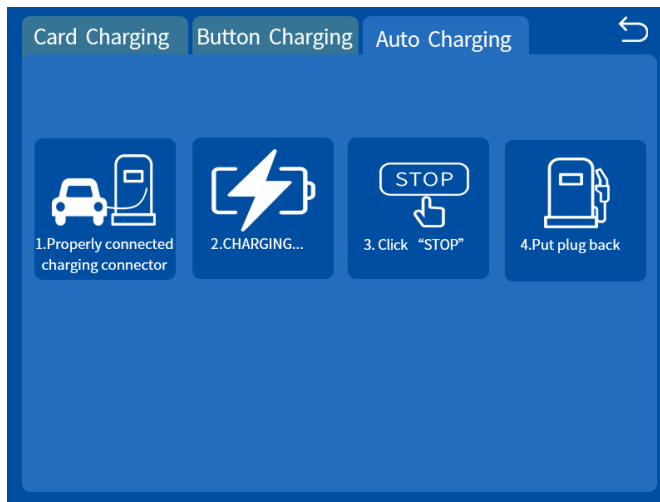 Card Charging
Button Charging
Auto Charging
1.Properly connected
charging connector
2.CHARGING...
STOP
3. Click “STOP”
4.Put plug back